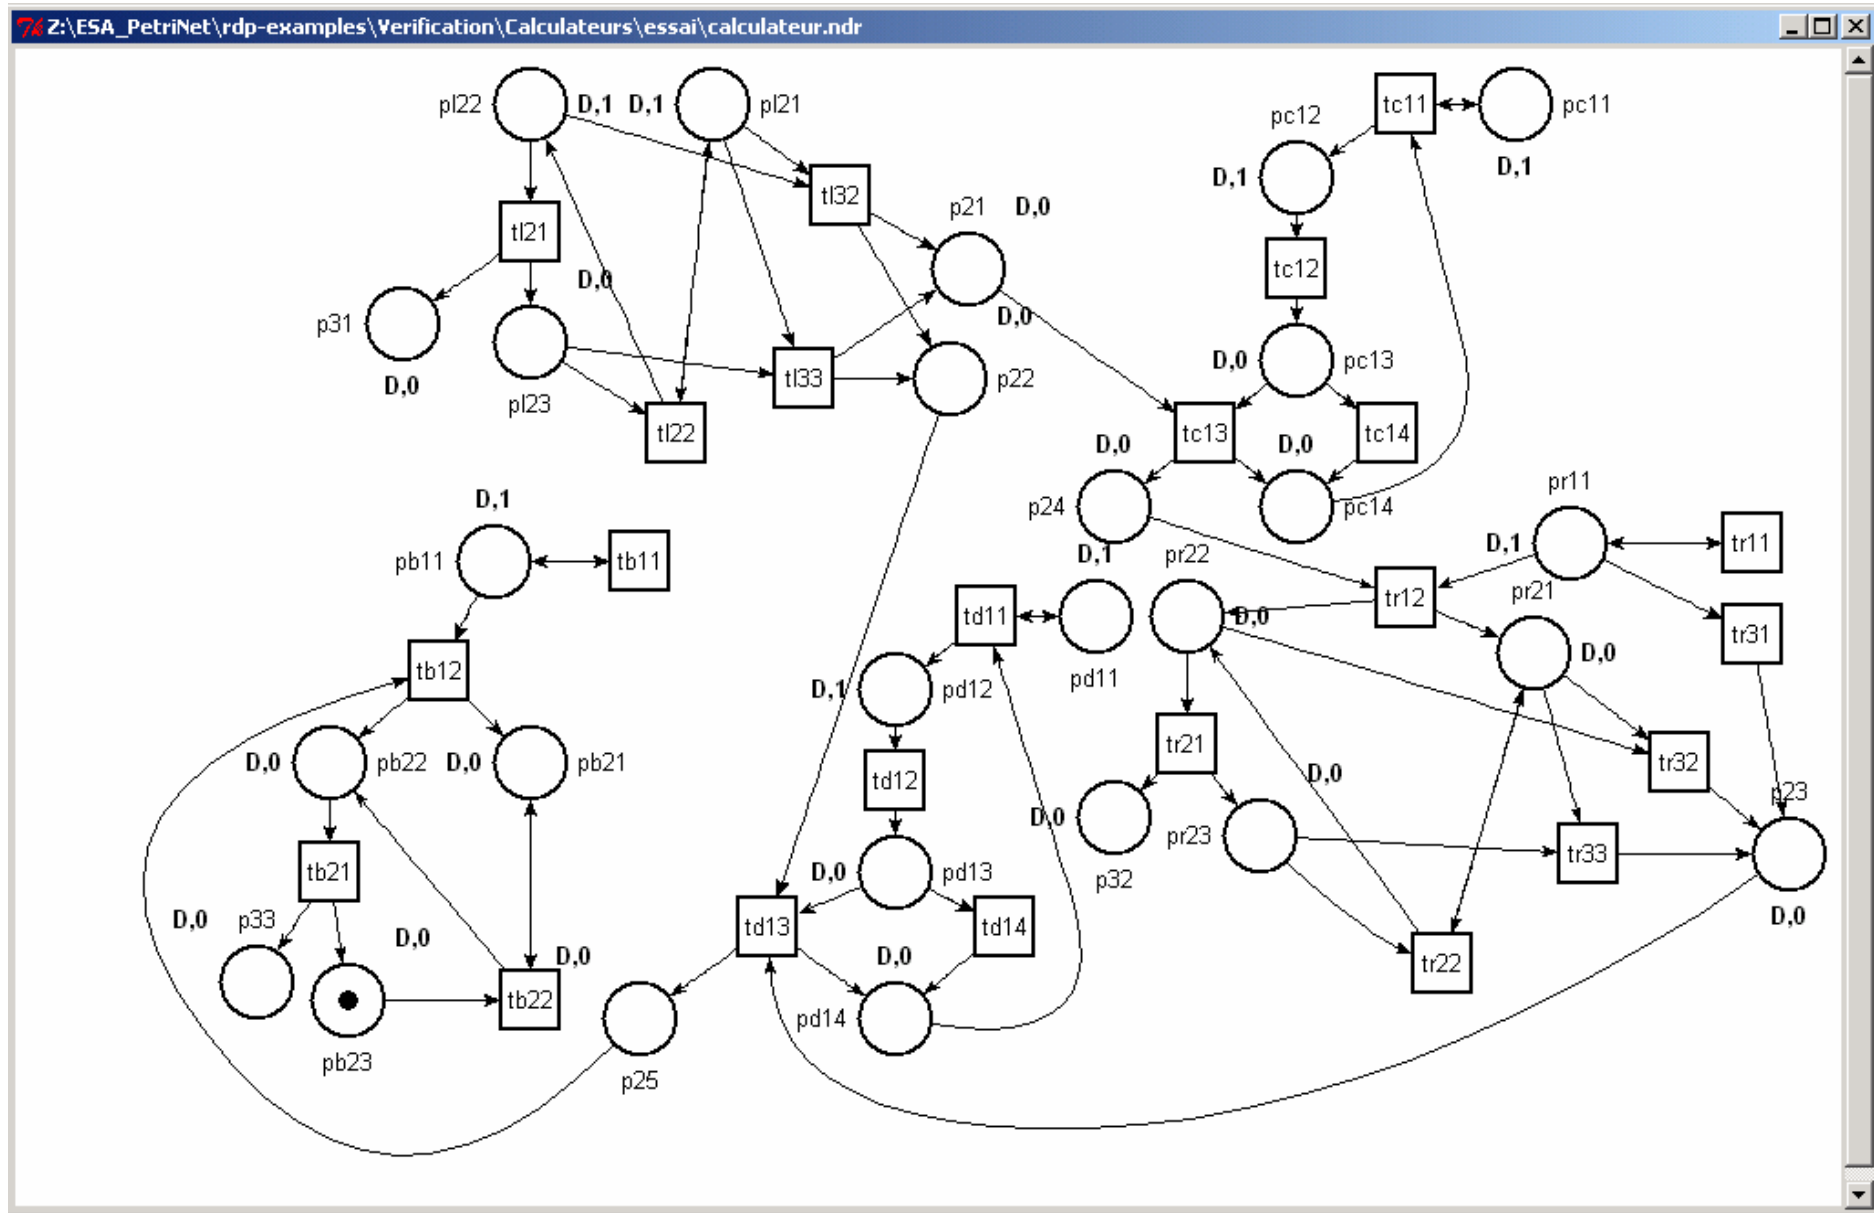 Z:\ESA_PetriNet\rdp-examples\Verification\Calculateurs\essai\calculateur.ndr
pl22 D,1 D,1 pl21 tc11 pc11
pc12
D,1 D,1
tl32
p21 D,0
tl21
tc12
D,0
p31 D,0
D,0 pc13
tl33 p22
D,0
pl23
tl22 tc13 tc14
D,0 D,0
pr11
D,1 p24 pc14
pb11 tb11 D,1 pr22 D,1 tr11
pr21
td11 tr12 D,0
tr31
tb12 D,0
D,1 pd12 pd11
tr21
D,0 pb22 D,0 pb21 tr32
td12 D,0
p23
D,0 pr23
tb21 D,0 pd13 p32 tr33
D,0 p33
D,0 td13 td14 D,0
D,0 D,0
tr22
tb22
pd14
pb23 p25